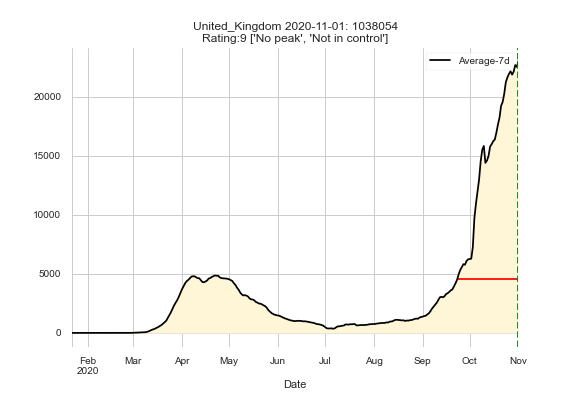 United_Kingdom 2020-11-01: 1038054
Rating:9 ['No peak', 'Not in control']
Average-7d
20000
15000
10000
5000
0
Feb Mar Apr May Jun Jul Aug Sep Oct Nov
2020
Date